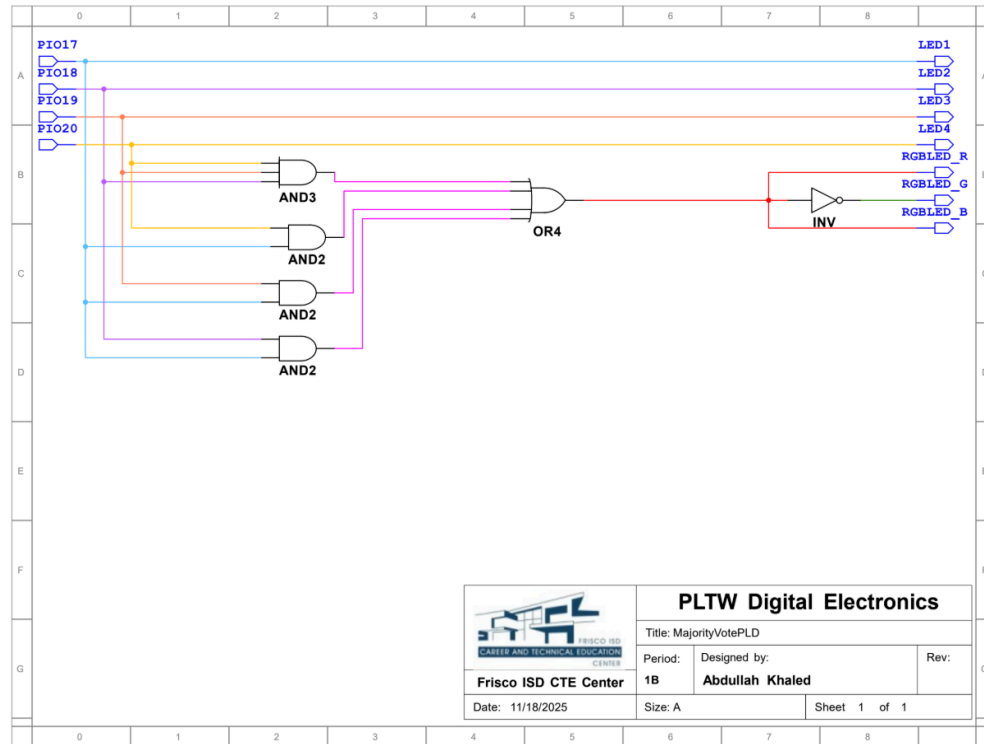 0 1 2 3 4 5 6 7 8
PIO17 LED1
A PIO18 LED2 A
PIO19 LED3
PIO20 LED4
RGBLED_R
B
AND3 RGBLED_G
RGBLED_B
INV
OR4
AND2
C
AND2
D
AND2
E
F
PLTW Digital Electronics
Title: MajorityVotePLD
FRISCO ISD
CAREER AND TECHNICAL EDUCATION
CENTER
Period: Designed by: Rev:
G
Frisco ISD CTE Center 1B Abdullah Khaled
Date: 11/18/2025 Size: A Sheet 1 of 1
0 1 2 3 4 5 6 7 8